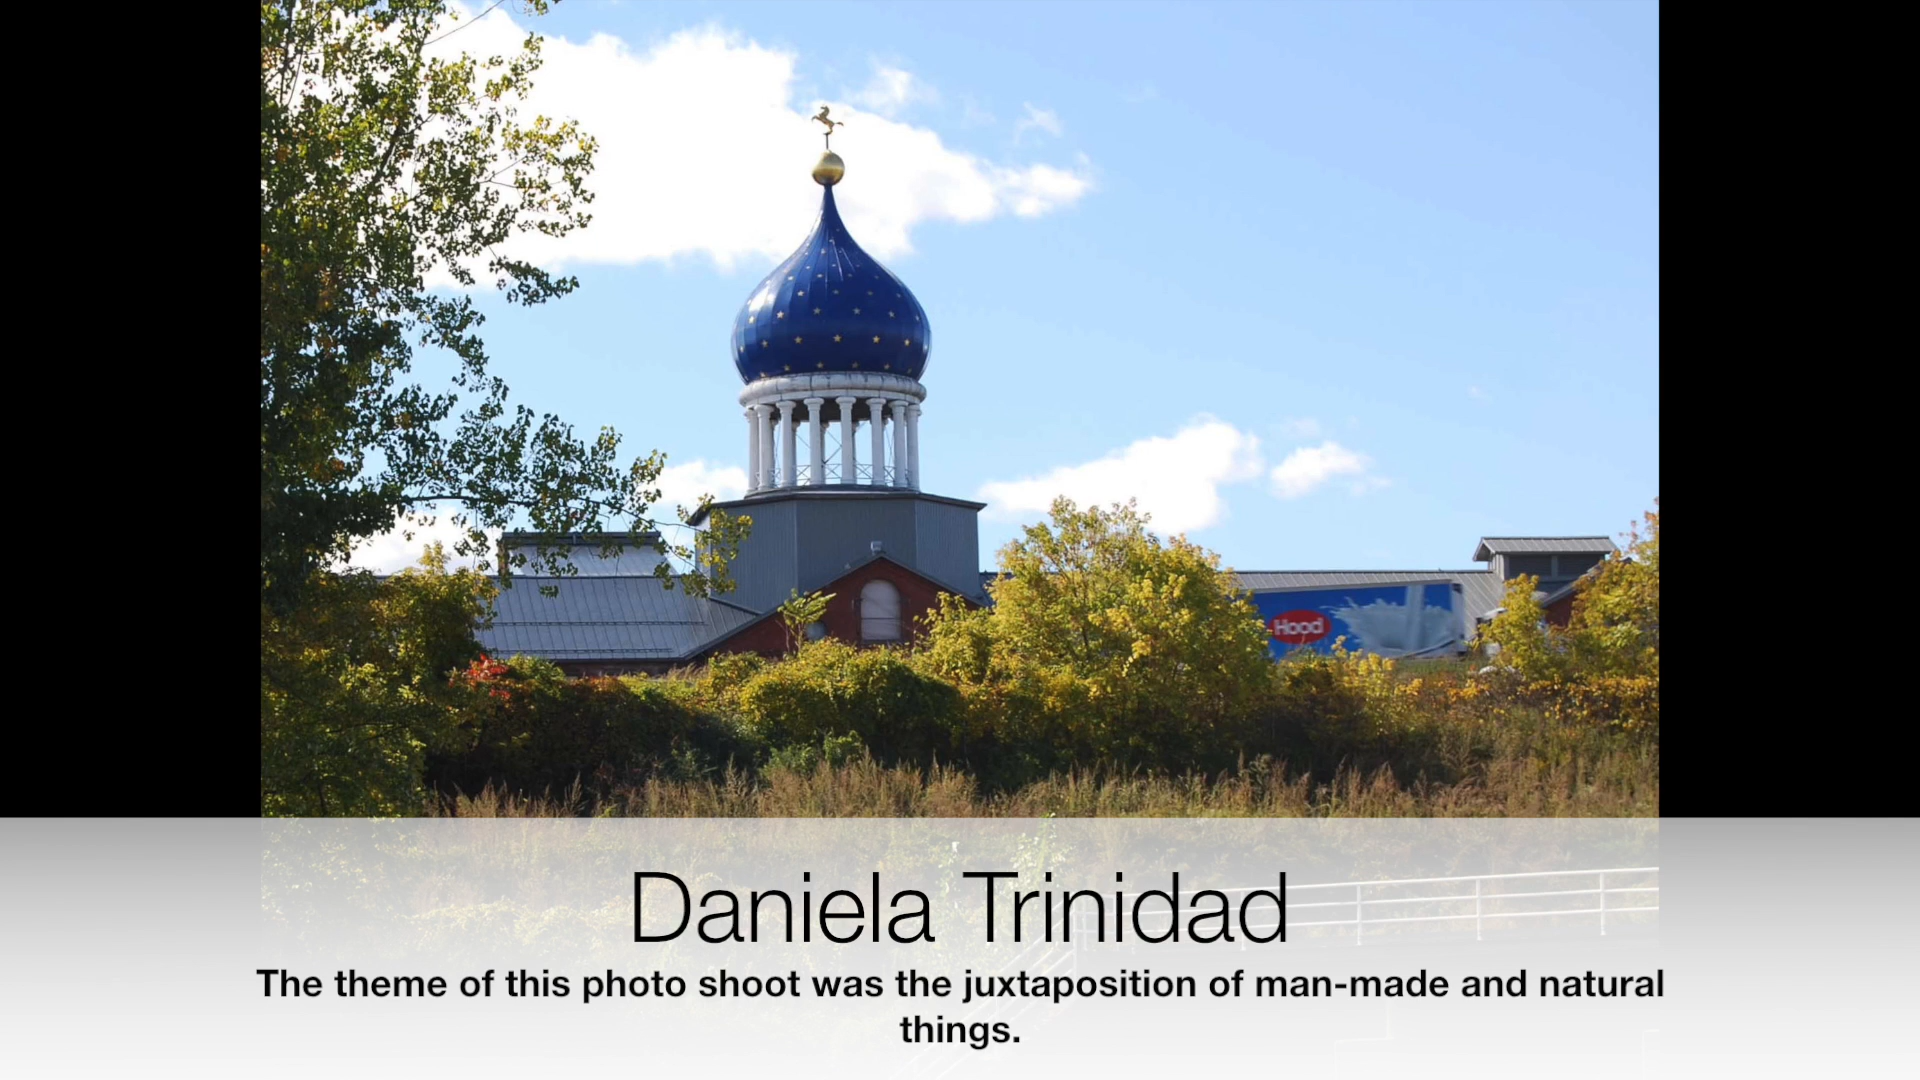 Hood
Daniela Trinidad
The theme of this photo shoot was the juxtaposition of man-made and natural
things.